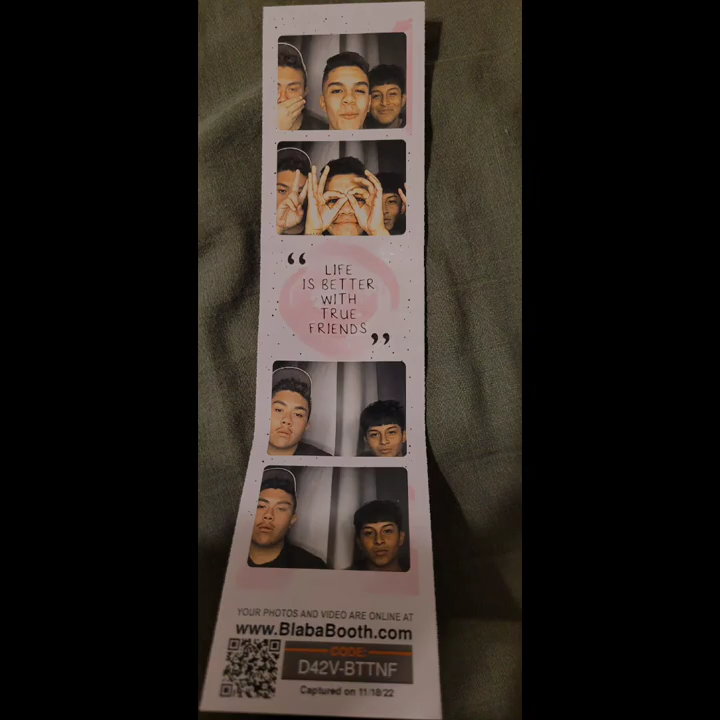 “
LIFE
IS BETTER
WITH
TRUE
FRIENDS
”
YOUR PHOTOS AND VIDEO ARE ONLINE AT
www.BlabaBooth.com
CODE:
D42V-BTTNF
Captured on 11/18/22